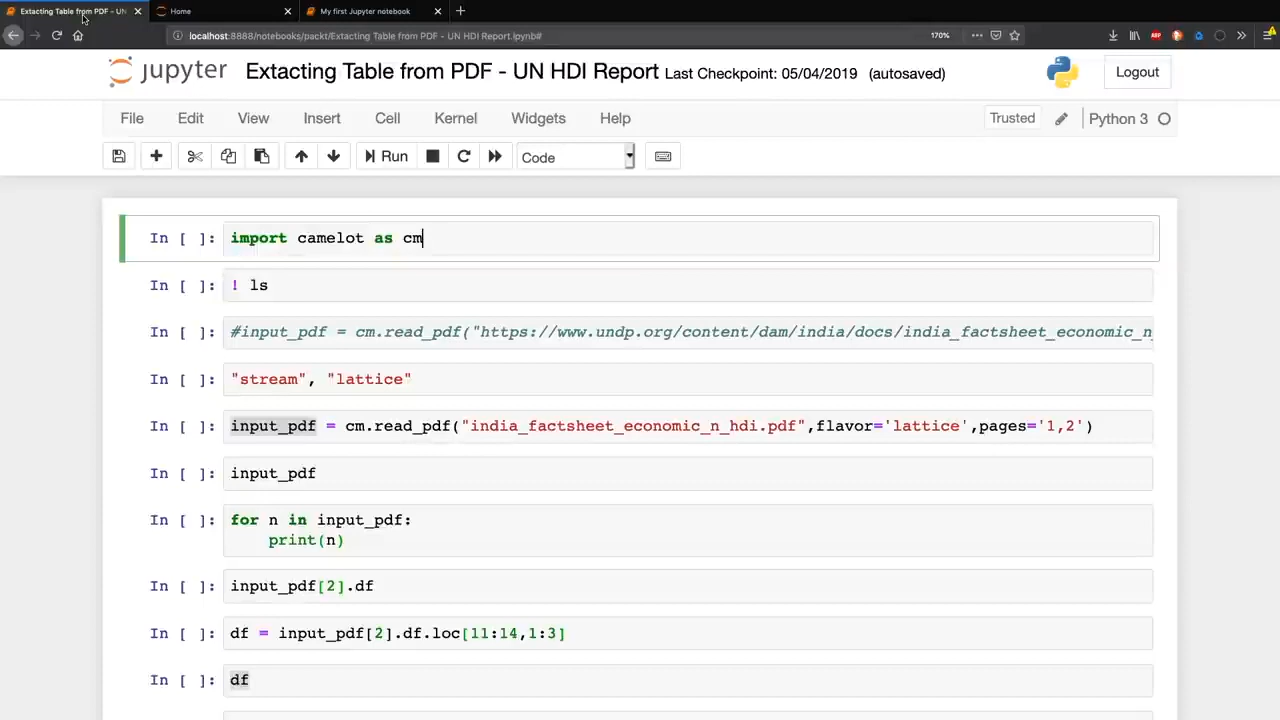 Extacting Table from PDF - UN
Home
My first Jupyter notebook
localhost:8888/notebooks/packt/Extacting Table from PDF - UN HDI Report.ipynb#
170%
ABP
jupyter
Extacting Table from PDF - UN HDI Report Last Checkpoint: 05/04/2019 (autosaved)
Logout
File Edit View Insert Cell Kernel Widgets Help
Trusted
Python 3
Run
Code
In [ ]: import camelot as cm
In [ ]: ! ls
In [ ]: #input_pdf = cm.read_pdf("https://www.undp.org/content/dam/india/docs/india_factsheet_economic_n_
In [ ]: "stream", "lattice"
In [ ]: input_pdf = cm.read_pdf("india_factsheet_economic_n_hdi.pdf",flavor='lattice',pages='1,2')
In [ ]: input_pdf
In [ ]: for n in input_pdf:
print(n)
In [ ]: input_pdf[2].df
In [ ]: df = input_pdf[2].df.loc[11:14,1:3]
In [ ]: df